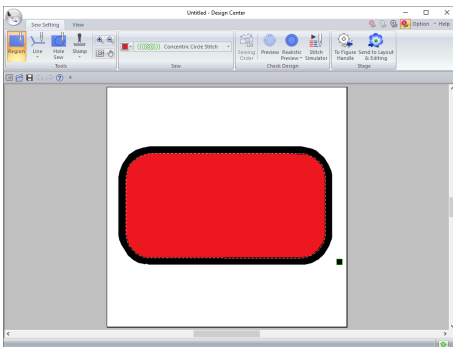 Untitled - Design Center
Sew Setting View
Option Help
Region Line More Sew Stamp
Tools
Concentric Circle Stitch
Sew
Sewing Order Preview Realistic Preview Stitch Simulator
Check Design
To Figure Handle Send to Layout & Editing
Stage